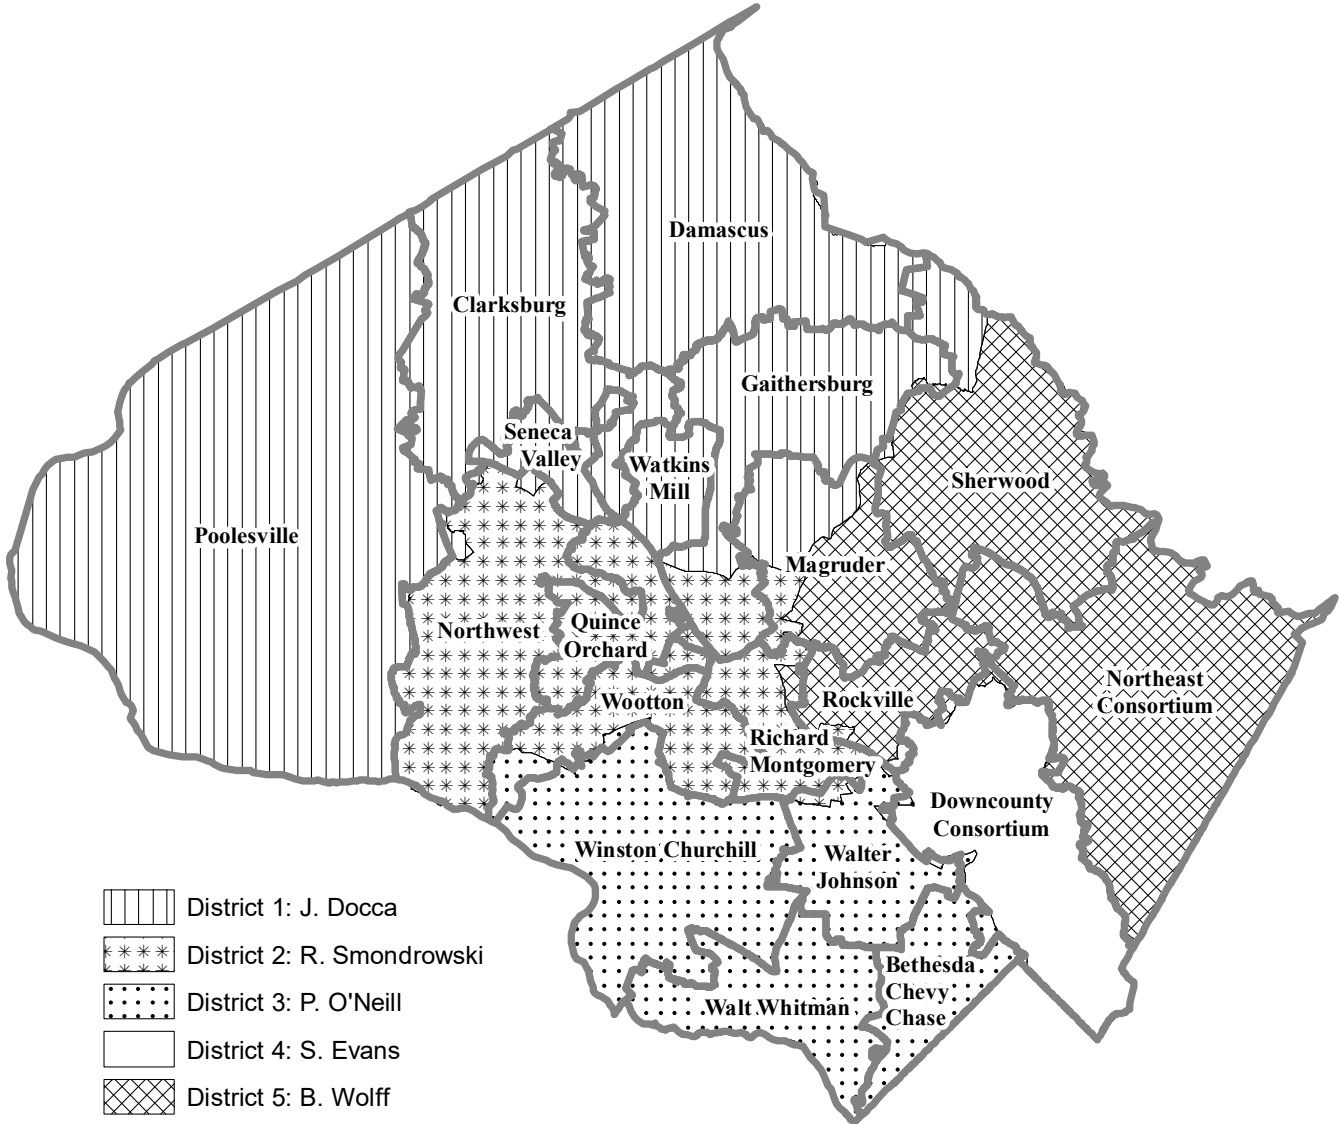 Damascus
Clarksburg
Gaithersburg
Seneca
Valley
Watkins
Mill
Sherwood
Poolesville
Magruder
Northwest
Quince
Orchard
Wootton
Rockville
Northeast
Consortium
Richard
Montgomery
Downcounty
Consortium
Winston Churchill
Walter
Johnson
Bethesda
Chevy
Chase
Walt Whitman
District 1: J. Docca
District 2: R. Smondrowski
District 3: P. O'Neill
District 4: S. Evans
District 5: B. Wolff